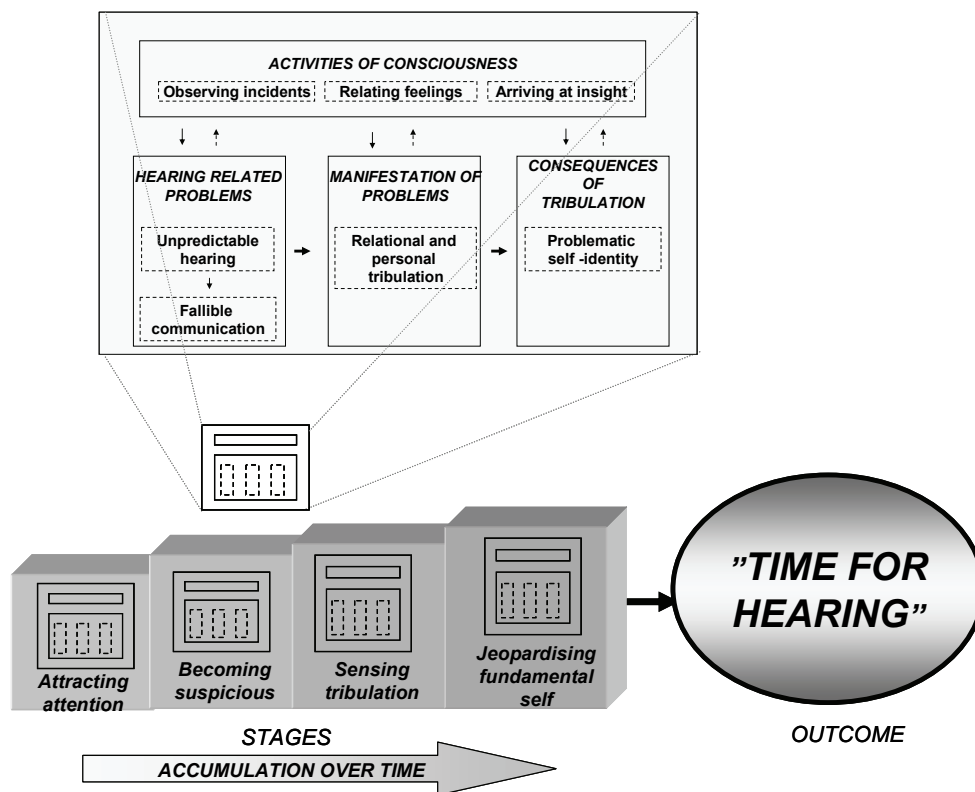 ACTIVITIES OF CONSCIOUSNESS
Observing incidents
Relating feelings
Arriving at insight
HEARING RELATED
PROBLEMS
Unpredictable
hearing
Fallible
communication
MANIFESTATION OF
PROBLEMS
Relational and
personal
tribulation
CONSEQUENCES
OF
TRIBULATION
Problematic
self -identity
Attracting
attention
Becoming
suspicious
Sensing
tribulation
Jeopardising
fundamental
self
”TIME FOR
HEARING”
STAGES
OUTCOME
ACCUMULATION OVER TIME